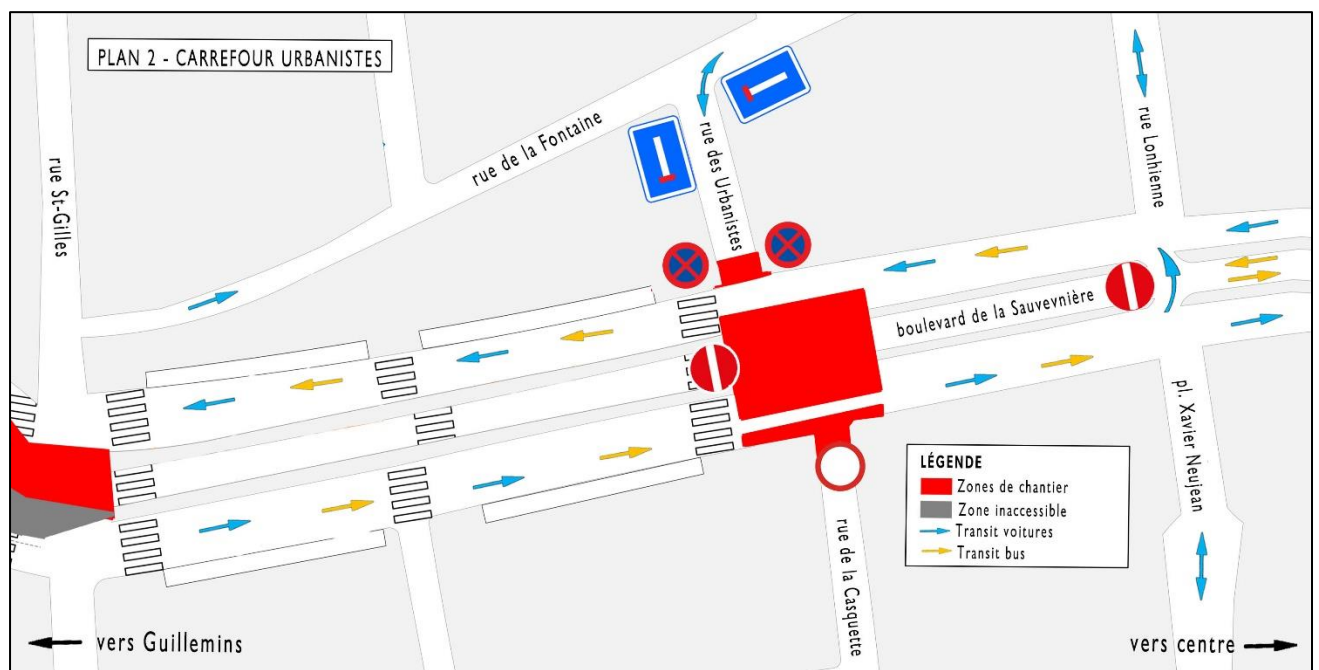 PLAN 2 - CARREFOUR URBANISTES
rue St-Gilles
rue de la Fontaine
rue des Urbanistes
rue Lonhienne
boulevard de la Sauvevnière
pl. Xavier Neujean
rue de la Casquette
LÉGENDE
Zones de chantier
Zone inaccessible
Transit voitures
Transit bus
vers Guillemins
vers centre